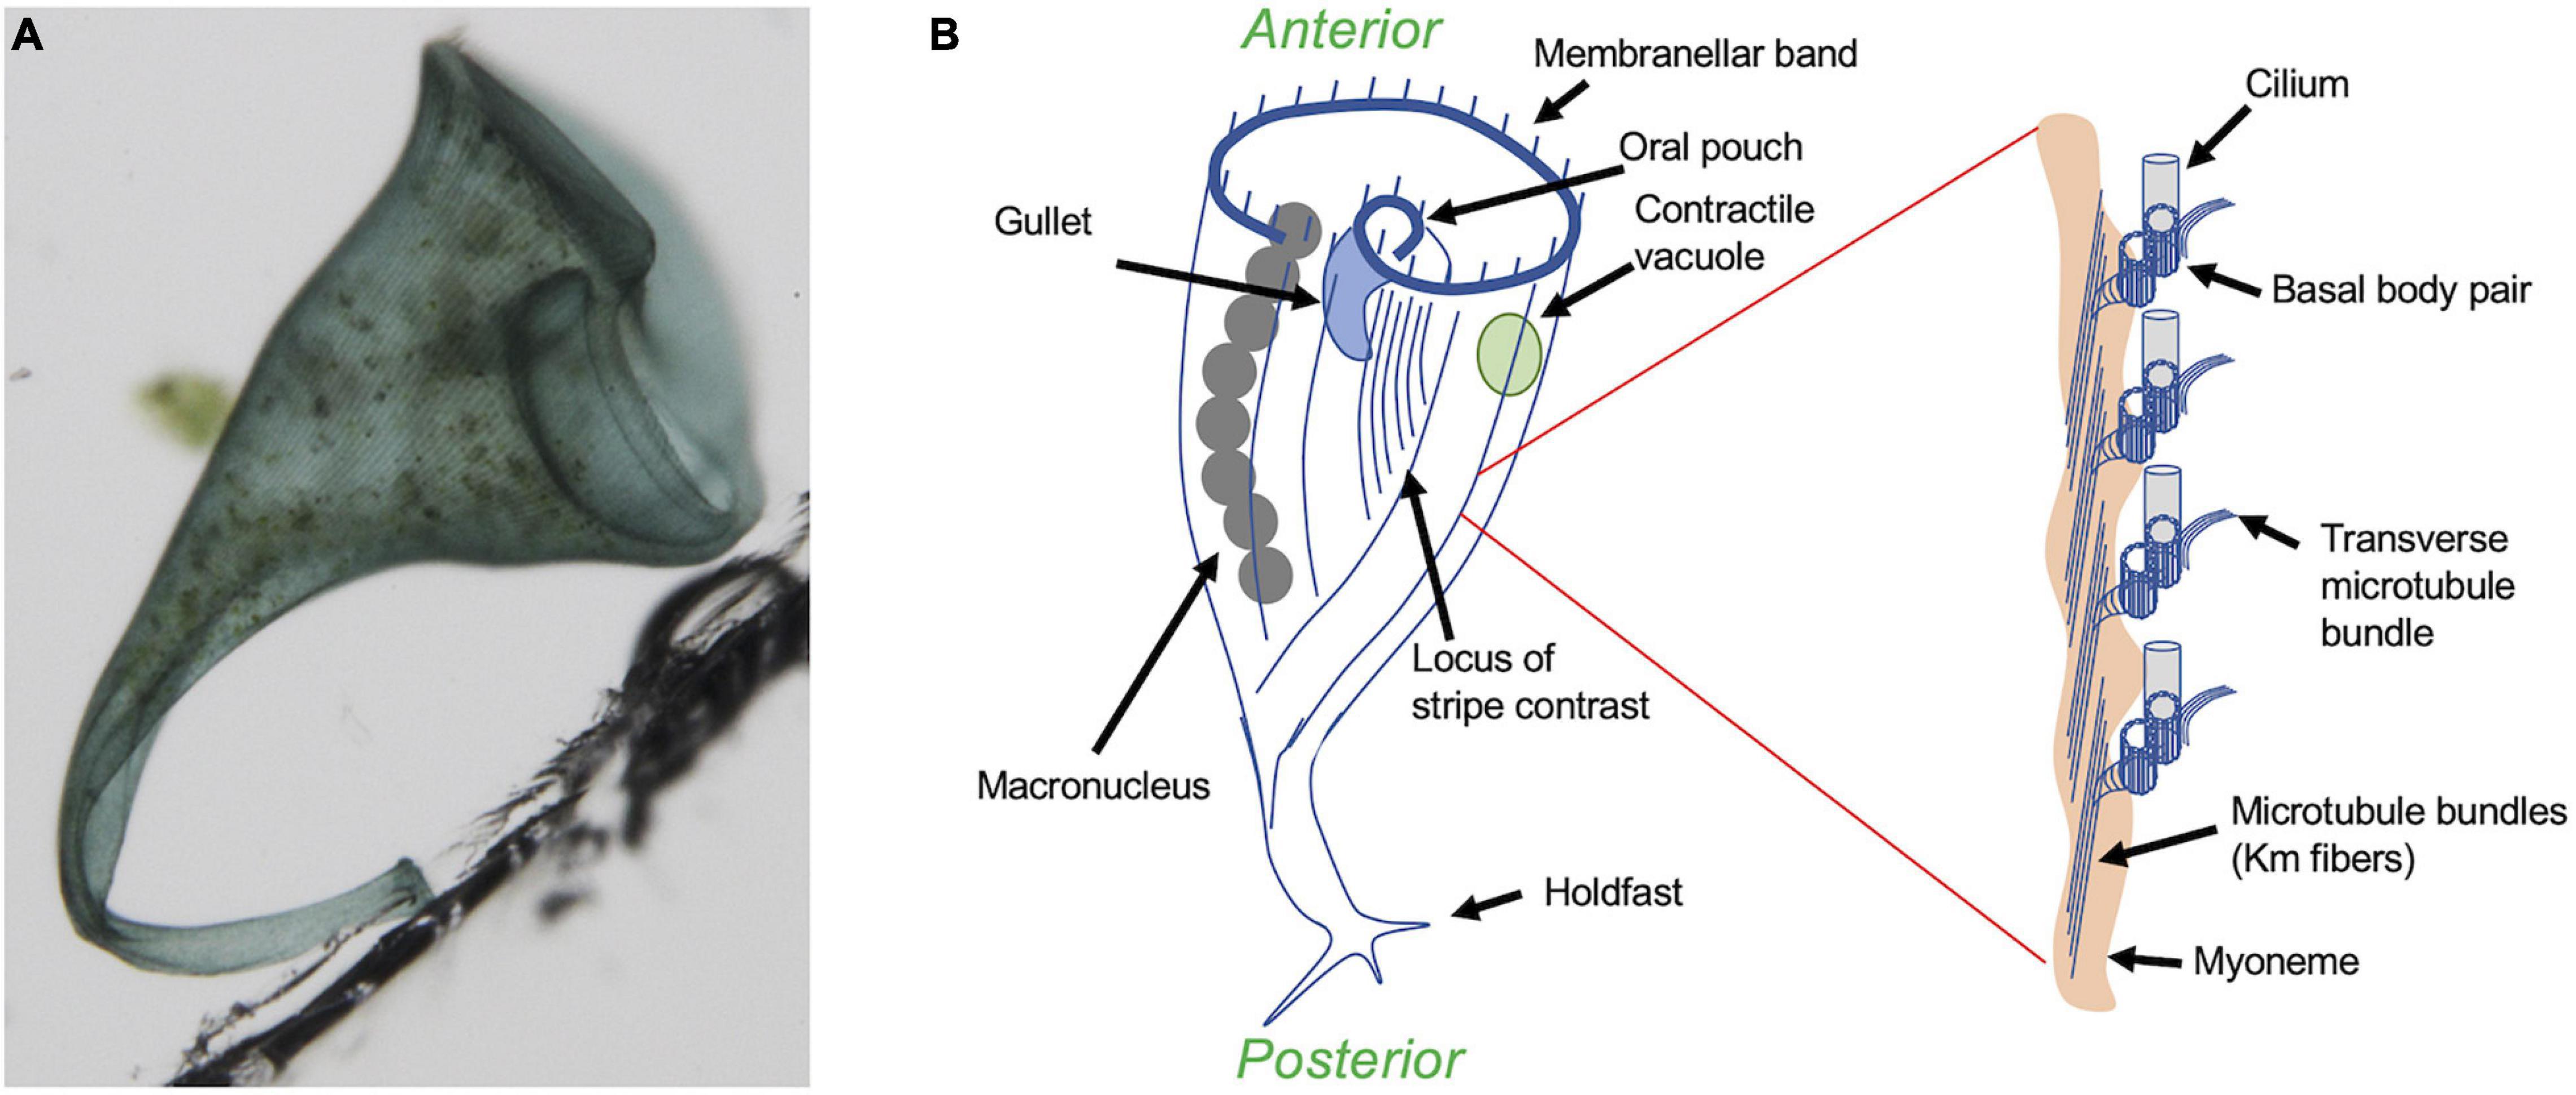 A
B
Anterior
Membranellar band
Cilium
Oral pouch
Gullet
Contractile
vacuole
Basal body pair
Transverse
microtubule
bundle
Locus of
stripe contrast
Macronucleus
Microtubule bundles
(Km fibers)
Holdfast
Myoneme
Posterior